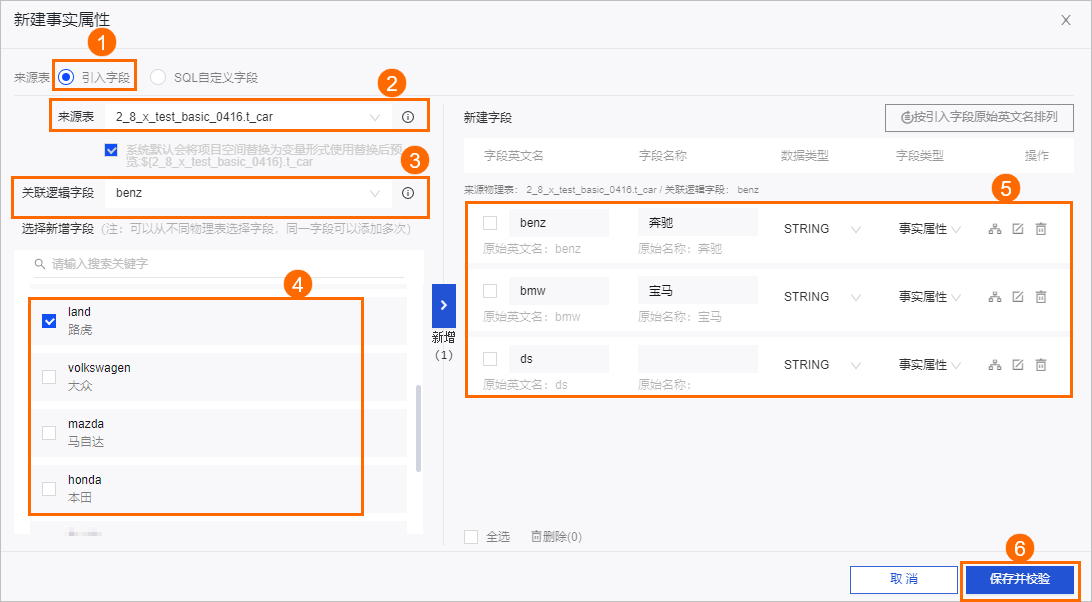 新建事实属性
1
来源表 引入字段 SQL自定义字段
2
来源表 2_8_x_test_basic_0416.t_car
系统默认会将项目空间替换为变量形式使用替换后预
览:${2_8_x_test_basic_0416}.t_car
3
关联逻辑字段 benz
选择新增字段 (注：可以从不同物理表选择字段，同一字段可以添加多次)
请输入搜索关键字
4
land
路虎
volkswagen
大众
mazda
马自达
honda
本田
新增
(1)
新建字段
按引入字段原始英文名排列
字段英文名 字段名称 数据类型 字段类型 操作
来源物理表： 2_8_x_test_basic_0416.t_car / 关联逻辑字段： benz
5
benz 奔驰 STRING 事实属性
原始英文名：benz 原始名称：奔驰
bmw 宝马 STRING 事实属性
原始英文名：bmw 原始名称：宝马
ds STRING 事实属性
原始英文名：ds 原始名称：
全选 删除(0)
6
取消 保存并校验